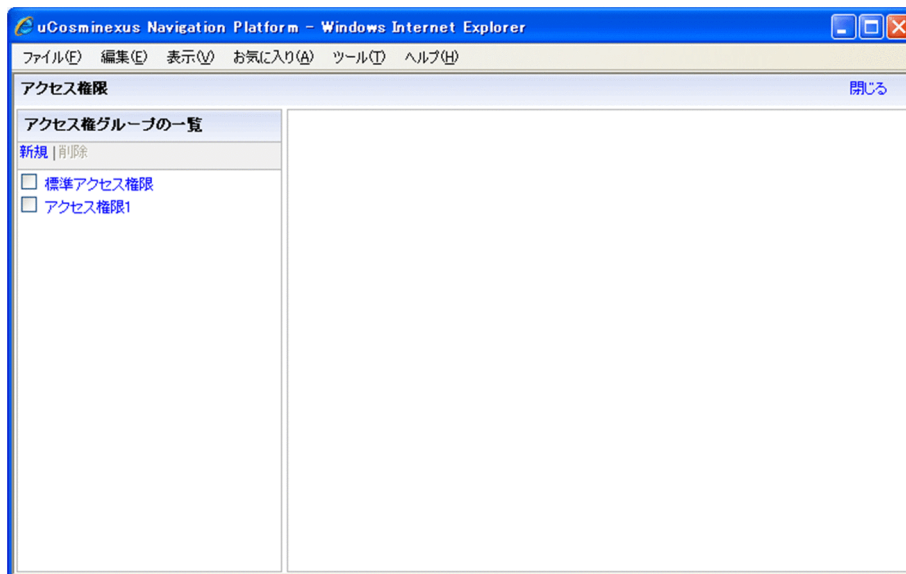 uCosminexus Navigation Platform - Windows Internet Explorer
ファイル(F) 編集(E) 表示(V) お気に入り(A) ツール(T) ヘルプ(H)
アクセス権限 閉じる
アクセス権グループの一覧
新規 | 削除
標準アクセス権限
アクセス権限1